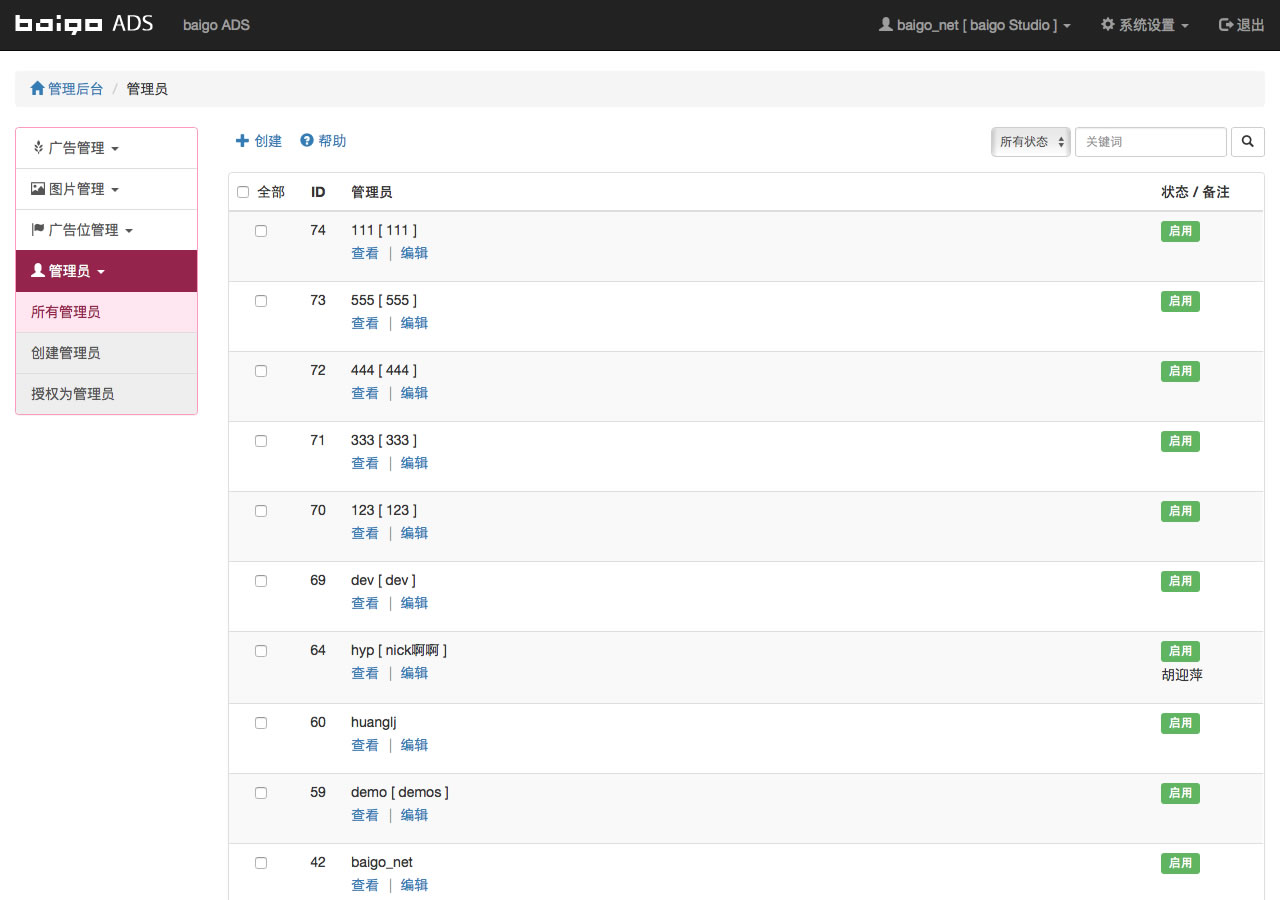 baigo ADS baigo ADS baigo_net [ baigo Studio ] 系统设置 退出
管理后台 / 管理员
广告管理
图片管理
广告位管理
管理员
所有管理员
创建管理员
授权为管理员
创建 帮助 所有状态 关键词
全部 ID 管理员 状态 / 备注
74 111 [ 111 ] 启用
查看 | 编辑
73 555 [ 555 ] 启用
查看 | 编辑
72 444 [ 444 ] 启用
查看 | 编辑
71 333 [ 333 ] 启用
查看 | 编辑
70 123 [ 123 ] 启用
查看 | 编辑
69 dev [ dev ] 启用
查看 | 编辑
64 hyp [ nick啊啊 ] 启用
查看 | 编辑 胡迎萍
60 huanglj 启用
查看 | 编辑
59 demo [ demos ] 启用
查看 | 编辑
42 baigo_net 启用
查看 | 编辑